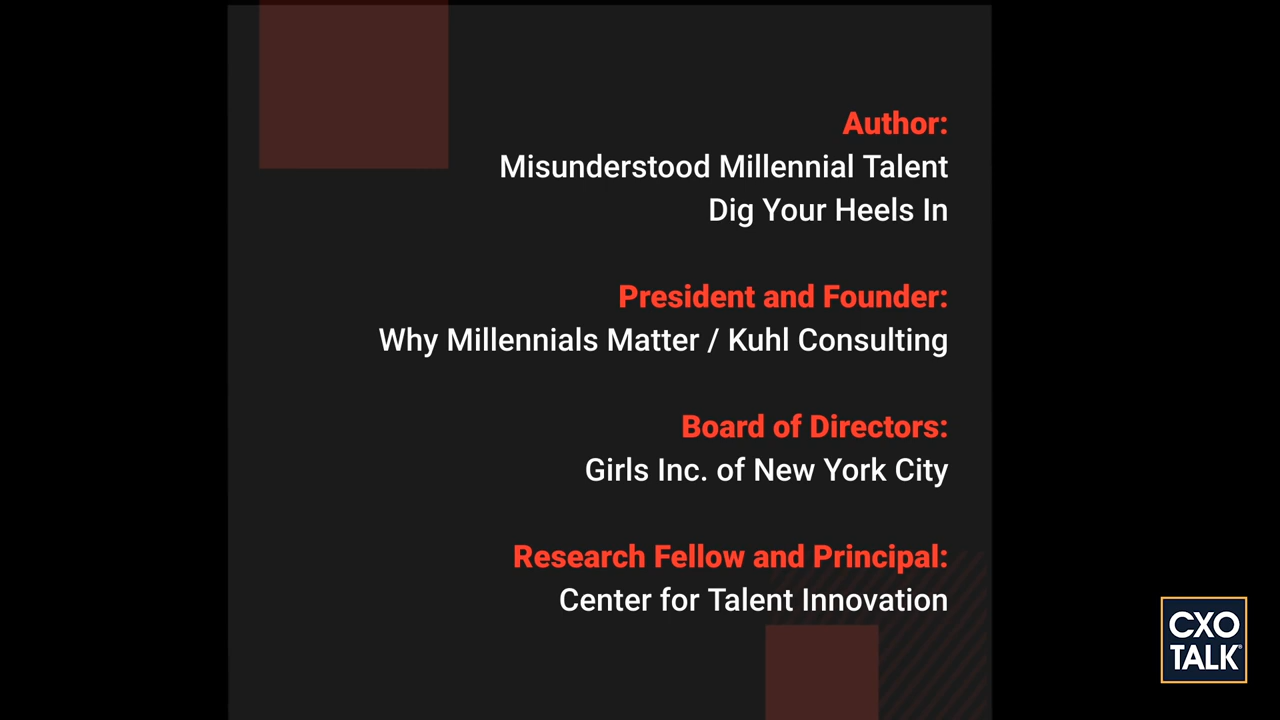 Author:
Misunderstood Millennial Talent
Dig Your Heels In
President and Founder:
Why Millennials Matter / Kuhl Consulting
Board of Directors:
Girls Inc. of New York City
Research Fellow and Principal:
Center for Talent Innovation
CXO
TALK®